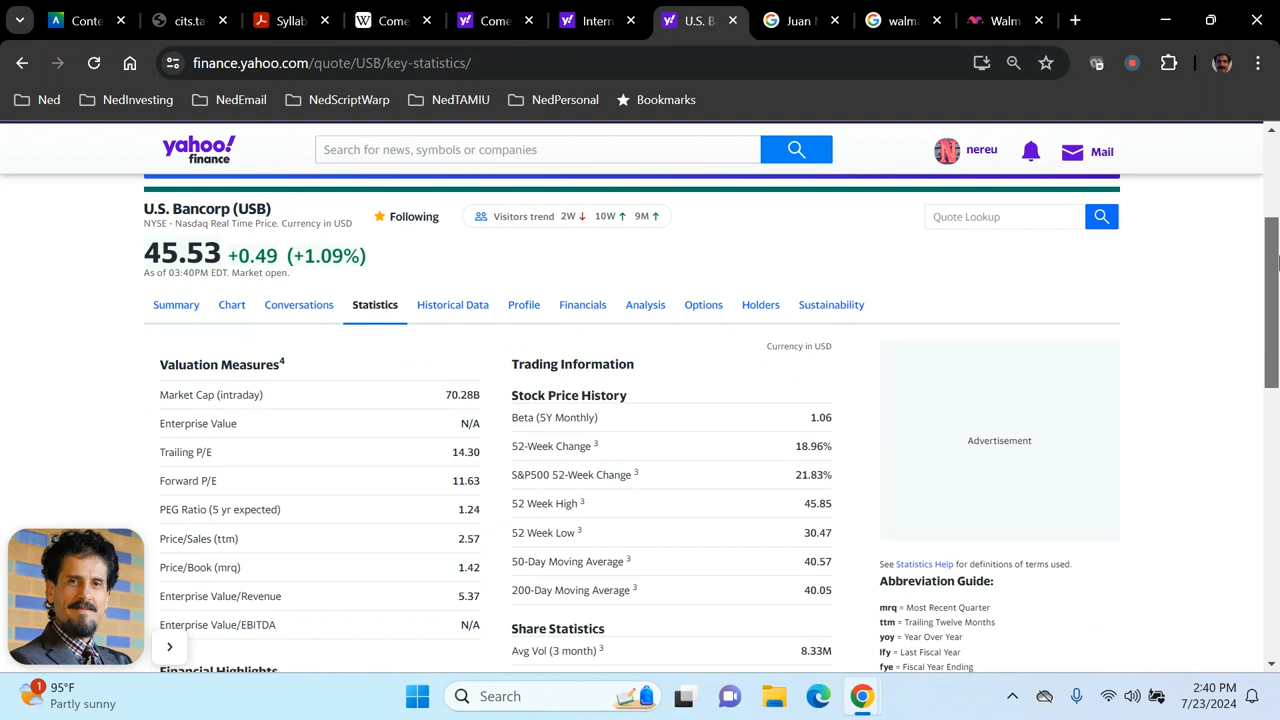 cits.ta
Syllab
Come
Come
Intern
U.S. B
Juan M
walm
Walm
finance.yahoo.com/quote/USB/key-statistics/
Ned
NedInvesting
NedEmail
NedScriptWarp
NedTAMIU
NedPersonal
Bookmarks
yahoo!
finance
Search for news, symbols or companies
nereu
Mail
U.S. Bancorp (USB)
NYSE - Nasdaq Real Time Price. Currency in USD
Following
Visitors trend 2W 10W 9M
Quote Lookup
45.53 +0.49 (+1.09%)
As of 03:40PM EDT. Market open.
Summary Chart Conversations Statistics Historical Data Profile Financials Analysis Options Holders Sustainability
Currency in USD
Valuation Measures4
Market Cap (intraday) 70.28B
Enterprise Value N/A
Trailing P/E 14.30
Forward P/E 11.63
PEG Ratio (5 yr expected) 1.24
Price/Sales (ttm) 2.57
Price/Book (mrq) 1.42
Enterprise Value/Revenue 5.37
Enterprise Value/EBITDA N/A
Financial Highlights
Trading Information
Stock Price History
Beta (5Y Monthly) 1.06
52-Week Change 3 18.96%
S&P500 52-Week Change 3 21.83%
52 Week High 3 45.85
52 Week Low 3 30.47
50-Day Moving Average 3 40.57
200-Day Moving Average 3 40.05
Share Statistics
Avg Vol (3 month) 3 8.33M
Advertisement
See Statistics Help for definitions of terms used.
Abbreviation Guide:
mrq = Most Recent Quarter
ttm = Trailing Twelve Months
yoy = Year Over Year
lfy = Last Fiscal Year
fye = Fiscal Year Ending
1
95°F
Partly sunny
Search
2:40 PM
7/23/2024